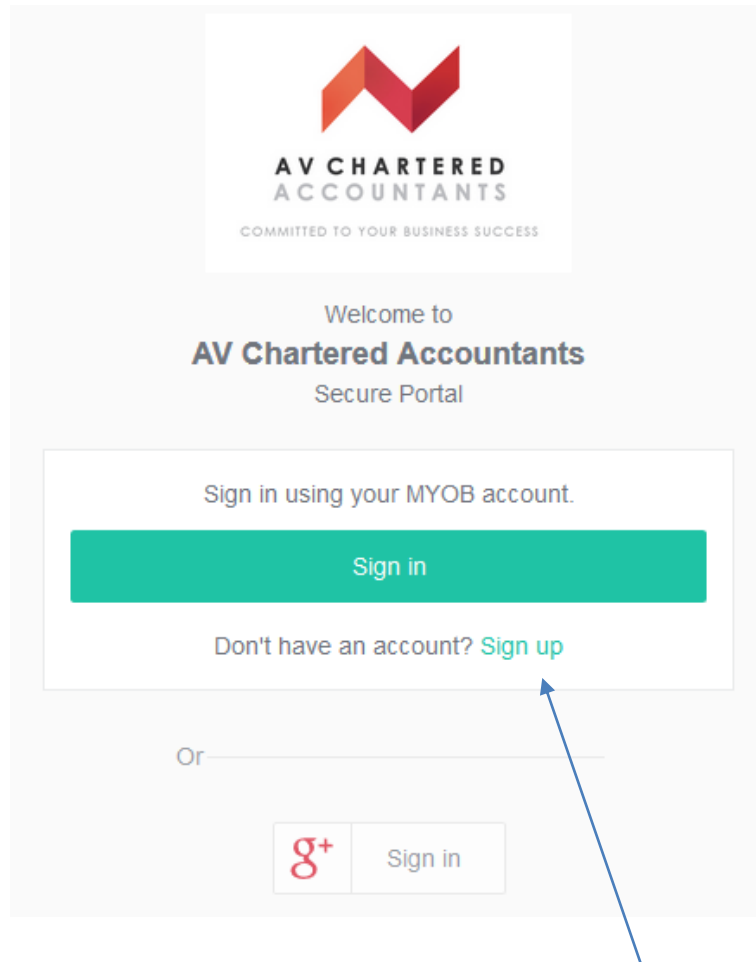 AV CHARTERED
ACCOUNTANTS
COMMITTED TO YOUR BUSINESS SUCCESS
Welcome to
AV Chartered Accountants
Secure Portal
Sign in using your MYOB account.
Sign in
Don't have an account? Sign up
Or
g+ Sign in